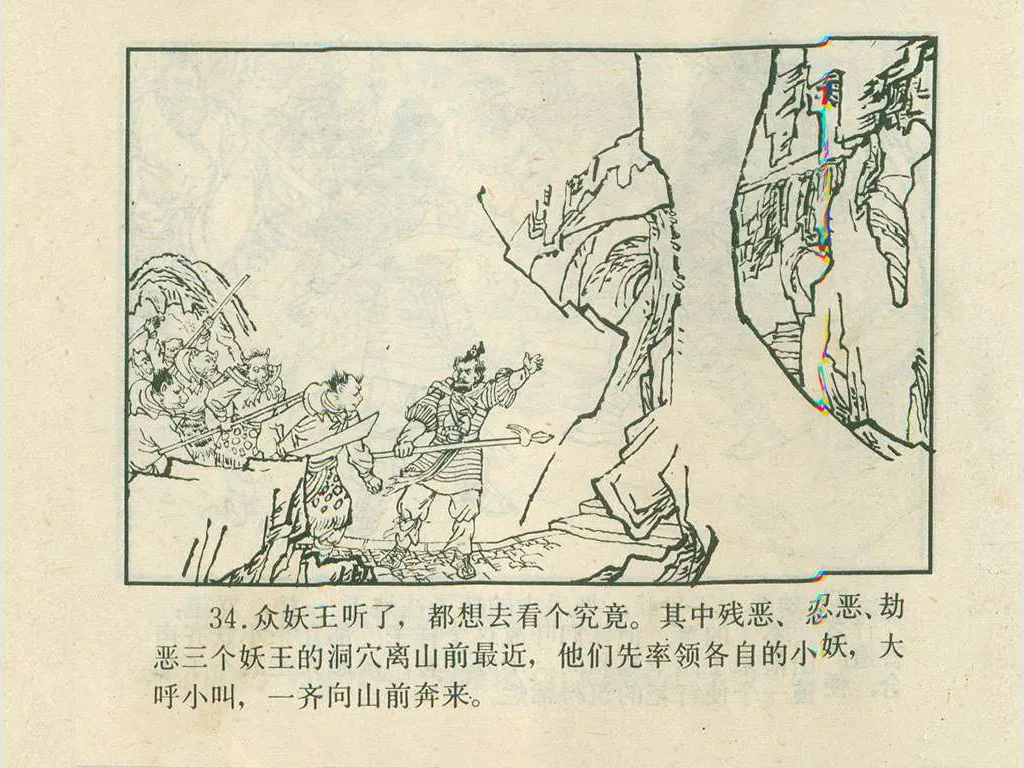 34.众妖王听了，都想去看个究竟。其中残恶、忍恶、劫
恶三个妖王的洞穴离山前最近，他们先率领各自的小妖，大
呼小叫，一齐向山前奔来。